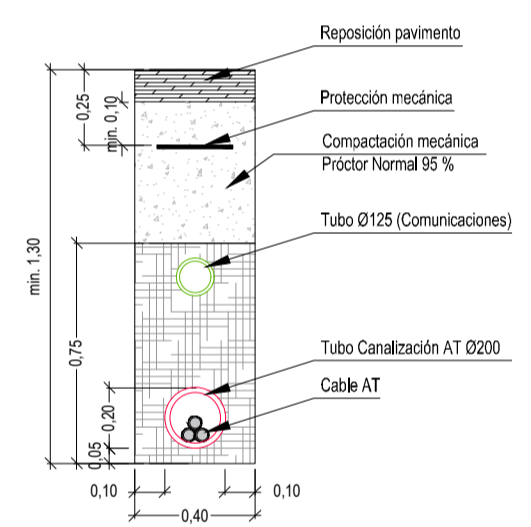 Reposición pavimento
0,25
min. 0,10
Protección mecánica
Compactación mecánica
Próctor Normal 95 %
Tubo Ø125 (Comunicaciones)
min. 1,30
0,75
Tubo Canalización AT Ø200
Cable AT
0,20
0,05
0,10
0,10
0,40